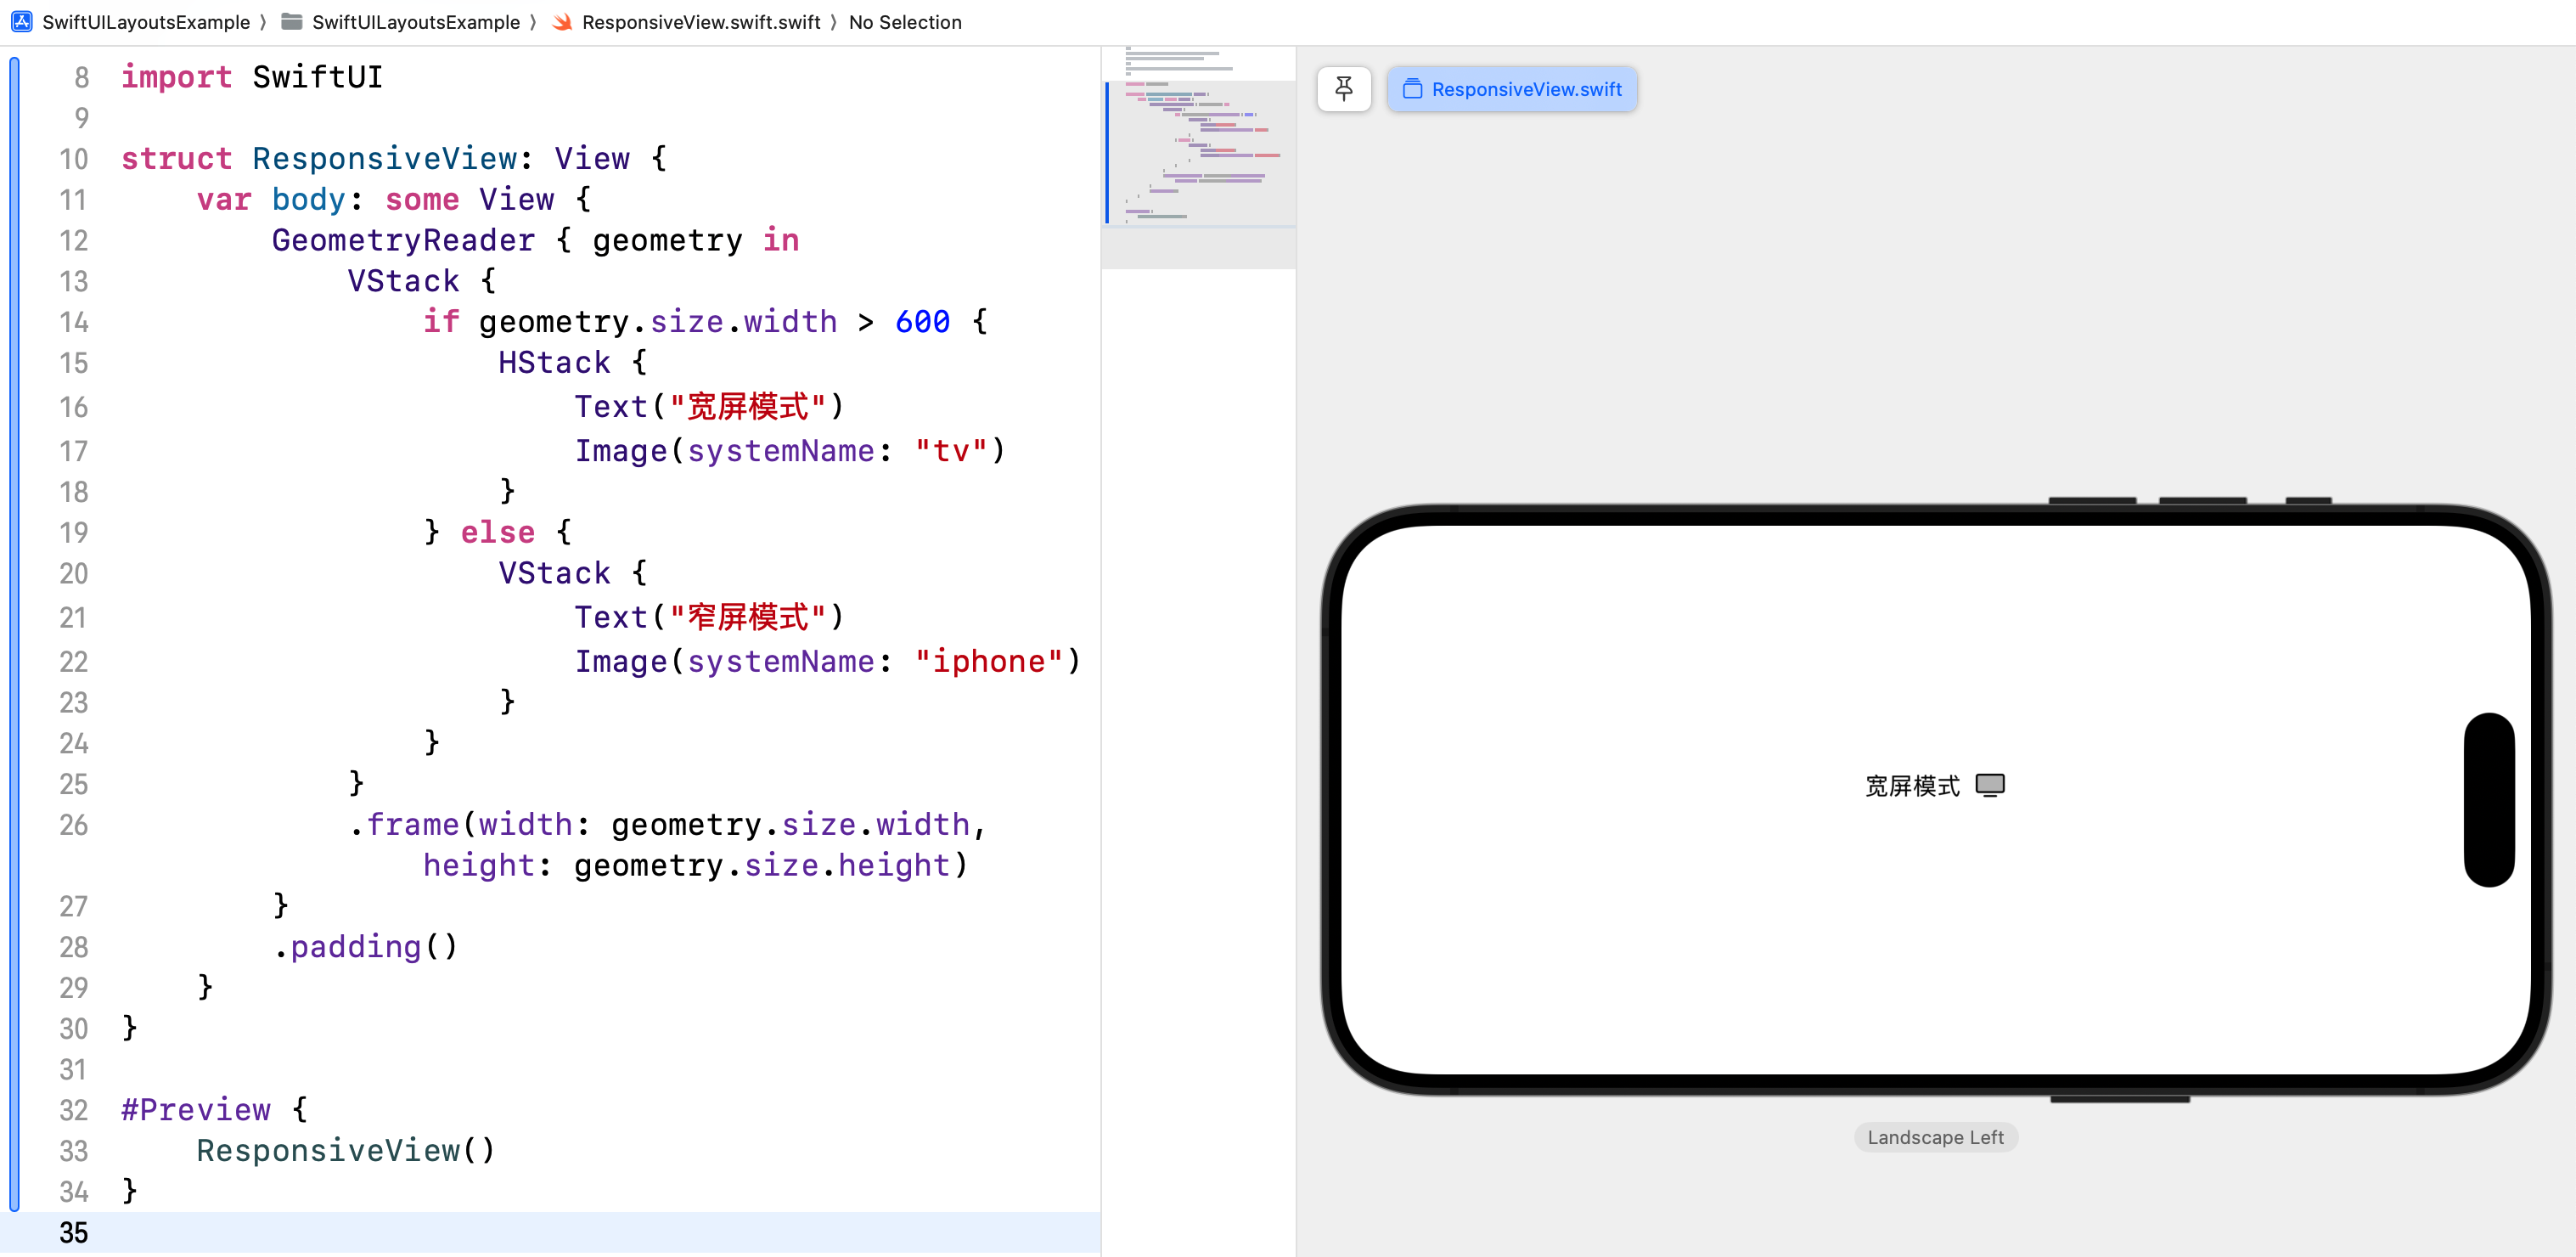 SwiftUILayoutsExample 〉 SwiftUILayoutsExample 〉 ResponsiveView.swift.swift 〉 No Selection
8 import SwiftUI
9
10 struct ResponsiveView: View {
11     var body: some View {
12         GeometryReader { geometry in
13             VStack {
14                 if geometry.size.width > 600 {
15                     HStack {
16                         Text("宽屏模式")
17                         Image(systemName: "tv")
18                     }
19                 } else {
20                     VStack {
21                         Text("窄屏模式")
22                         Image(systemName: "iphone")
23                     }
24                 }
25             }
26             .frame(width: geometry.size.width,
                height: geometry.size.height)
27         }
28         .padding()
29     }
30 }
31
32 #Preview {
33     ResponsiveView()
34 }
35
ResponsiveView.swift
宽屏模式
Landscape Left